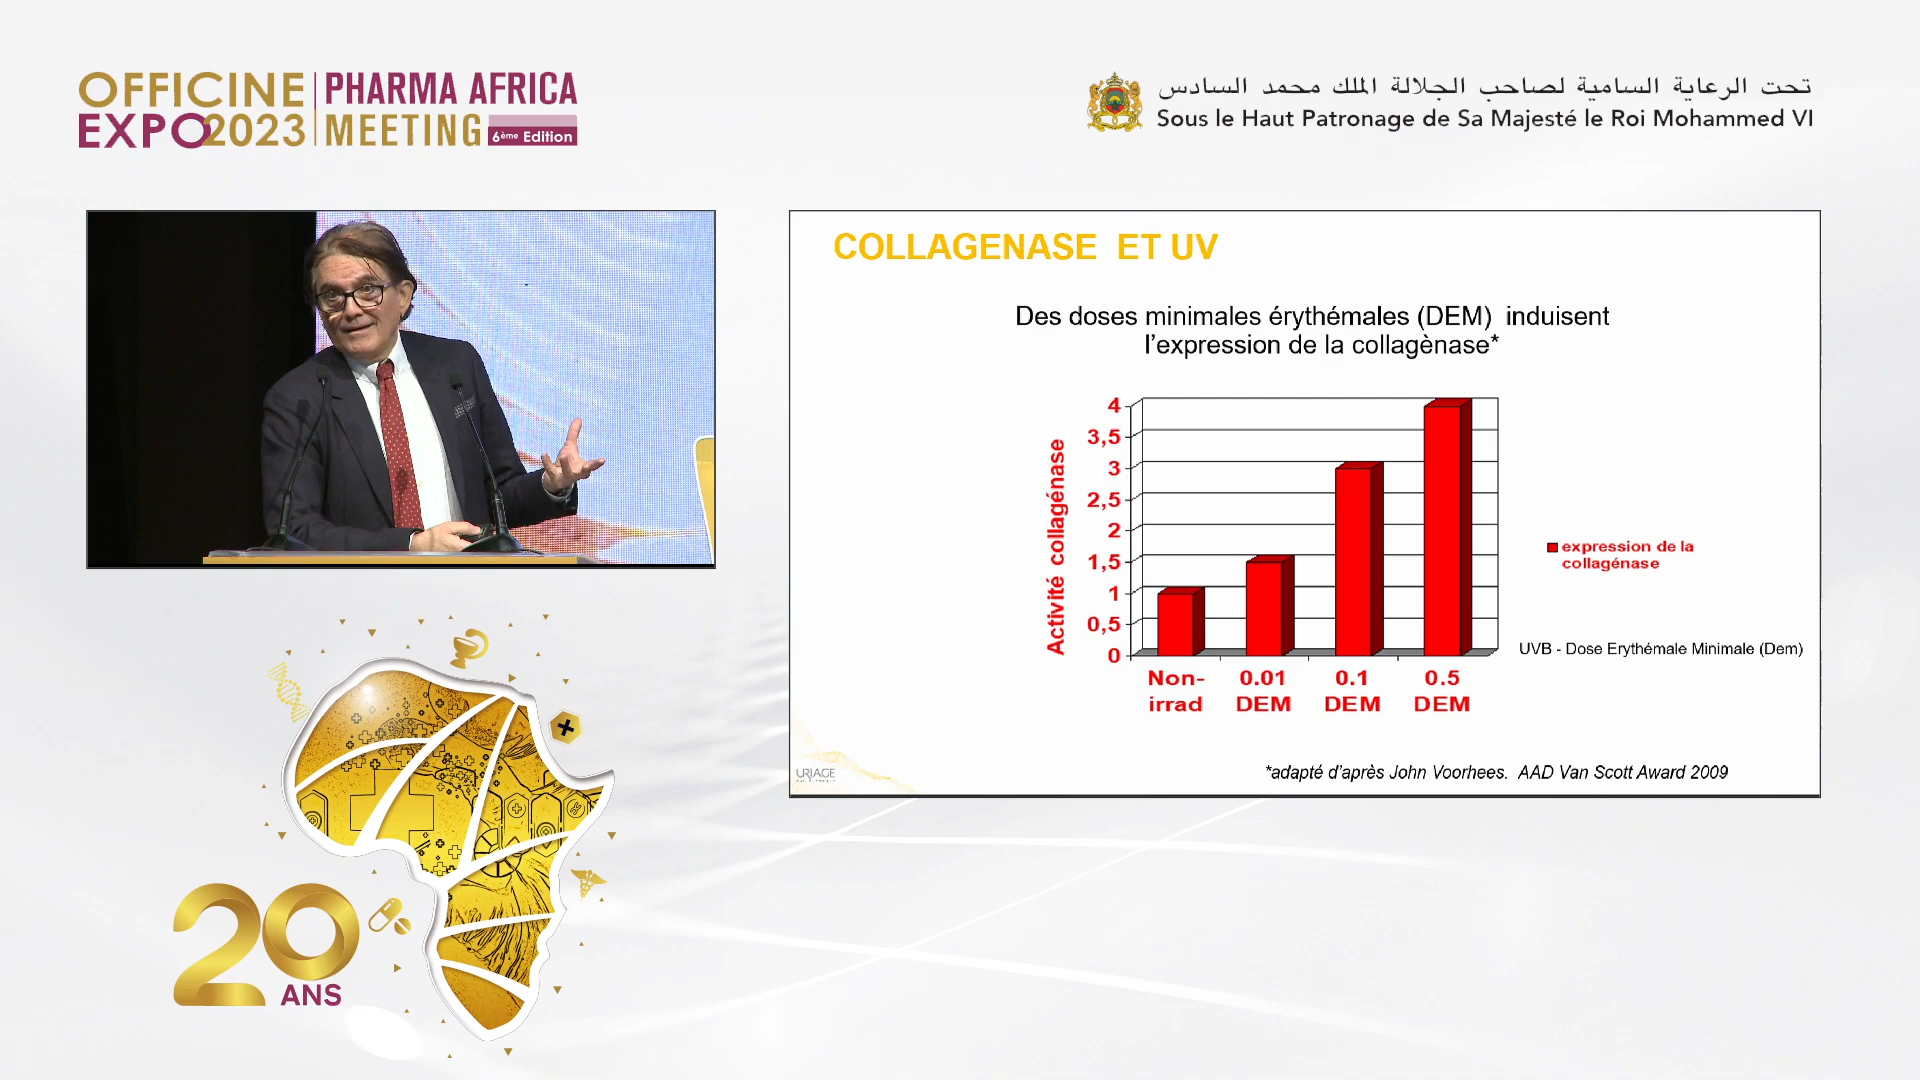 OFFICINE
EXPO2023
PHARMA AFRICA
MEETING
6ème Edition
تحت الرعاية السامية لصاحب الجلالة الملك محمد السادس
Sous le Haut Patronage de Sa Majesté le Roi Mohammed VI
COLLAGENASE ET UV
Des doses minimales érythémales (DEM) induisent
l'expression de la collagènase*
Activité collagénase
4
3,5
3
2,5
2
1,5
1
0,5
0
Non-
irrad
0.01
DEM
0.1
DEM
0.5
DEM
expression de la
collagénase
UVB - Dose Erythémale Minimale (Dem)
URIAGE
*adapté d'après John Voorhees. AAD Van Scott Award 2009
20
ANS